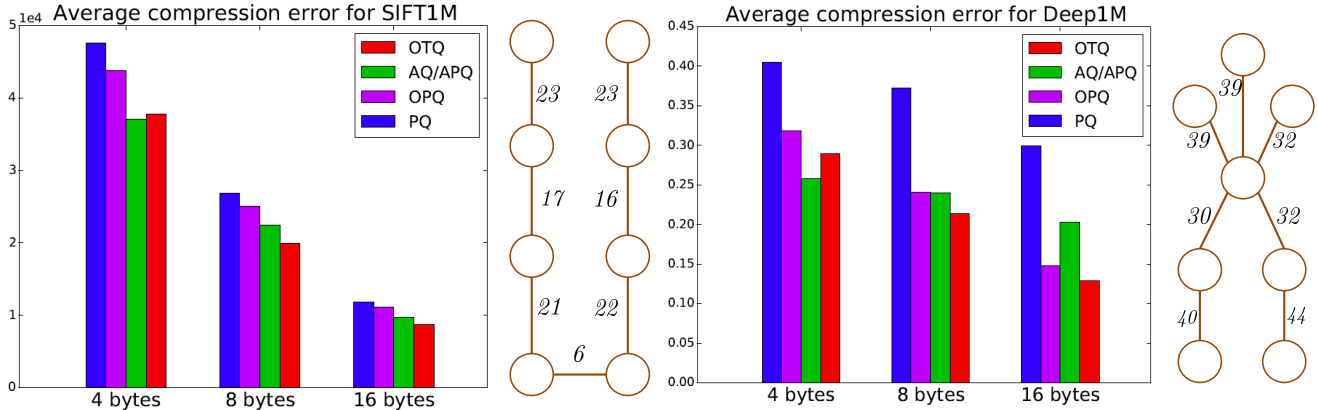 Average compression error for SIFT1M
1e4
5
4
3
2
1
0
OTQ
AQ/APQ
OPQ
PQ
4 bytes
8 bytes
16 bytes
23
23
17
16
21
22
6
Average compression error for Deep1M
0.45
0.40
0.35
0.30
0.25
0.20
0.15
0.10
0.05
0.00
OTQ
AQ/APQ
OPQ
PQ
4 bytes
8 bytes
16 bytes
39
39
32
30
32
40
44